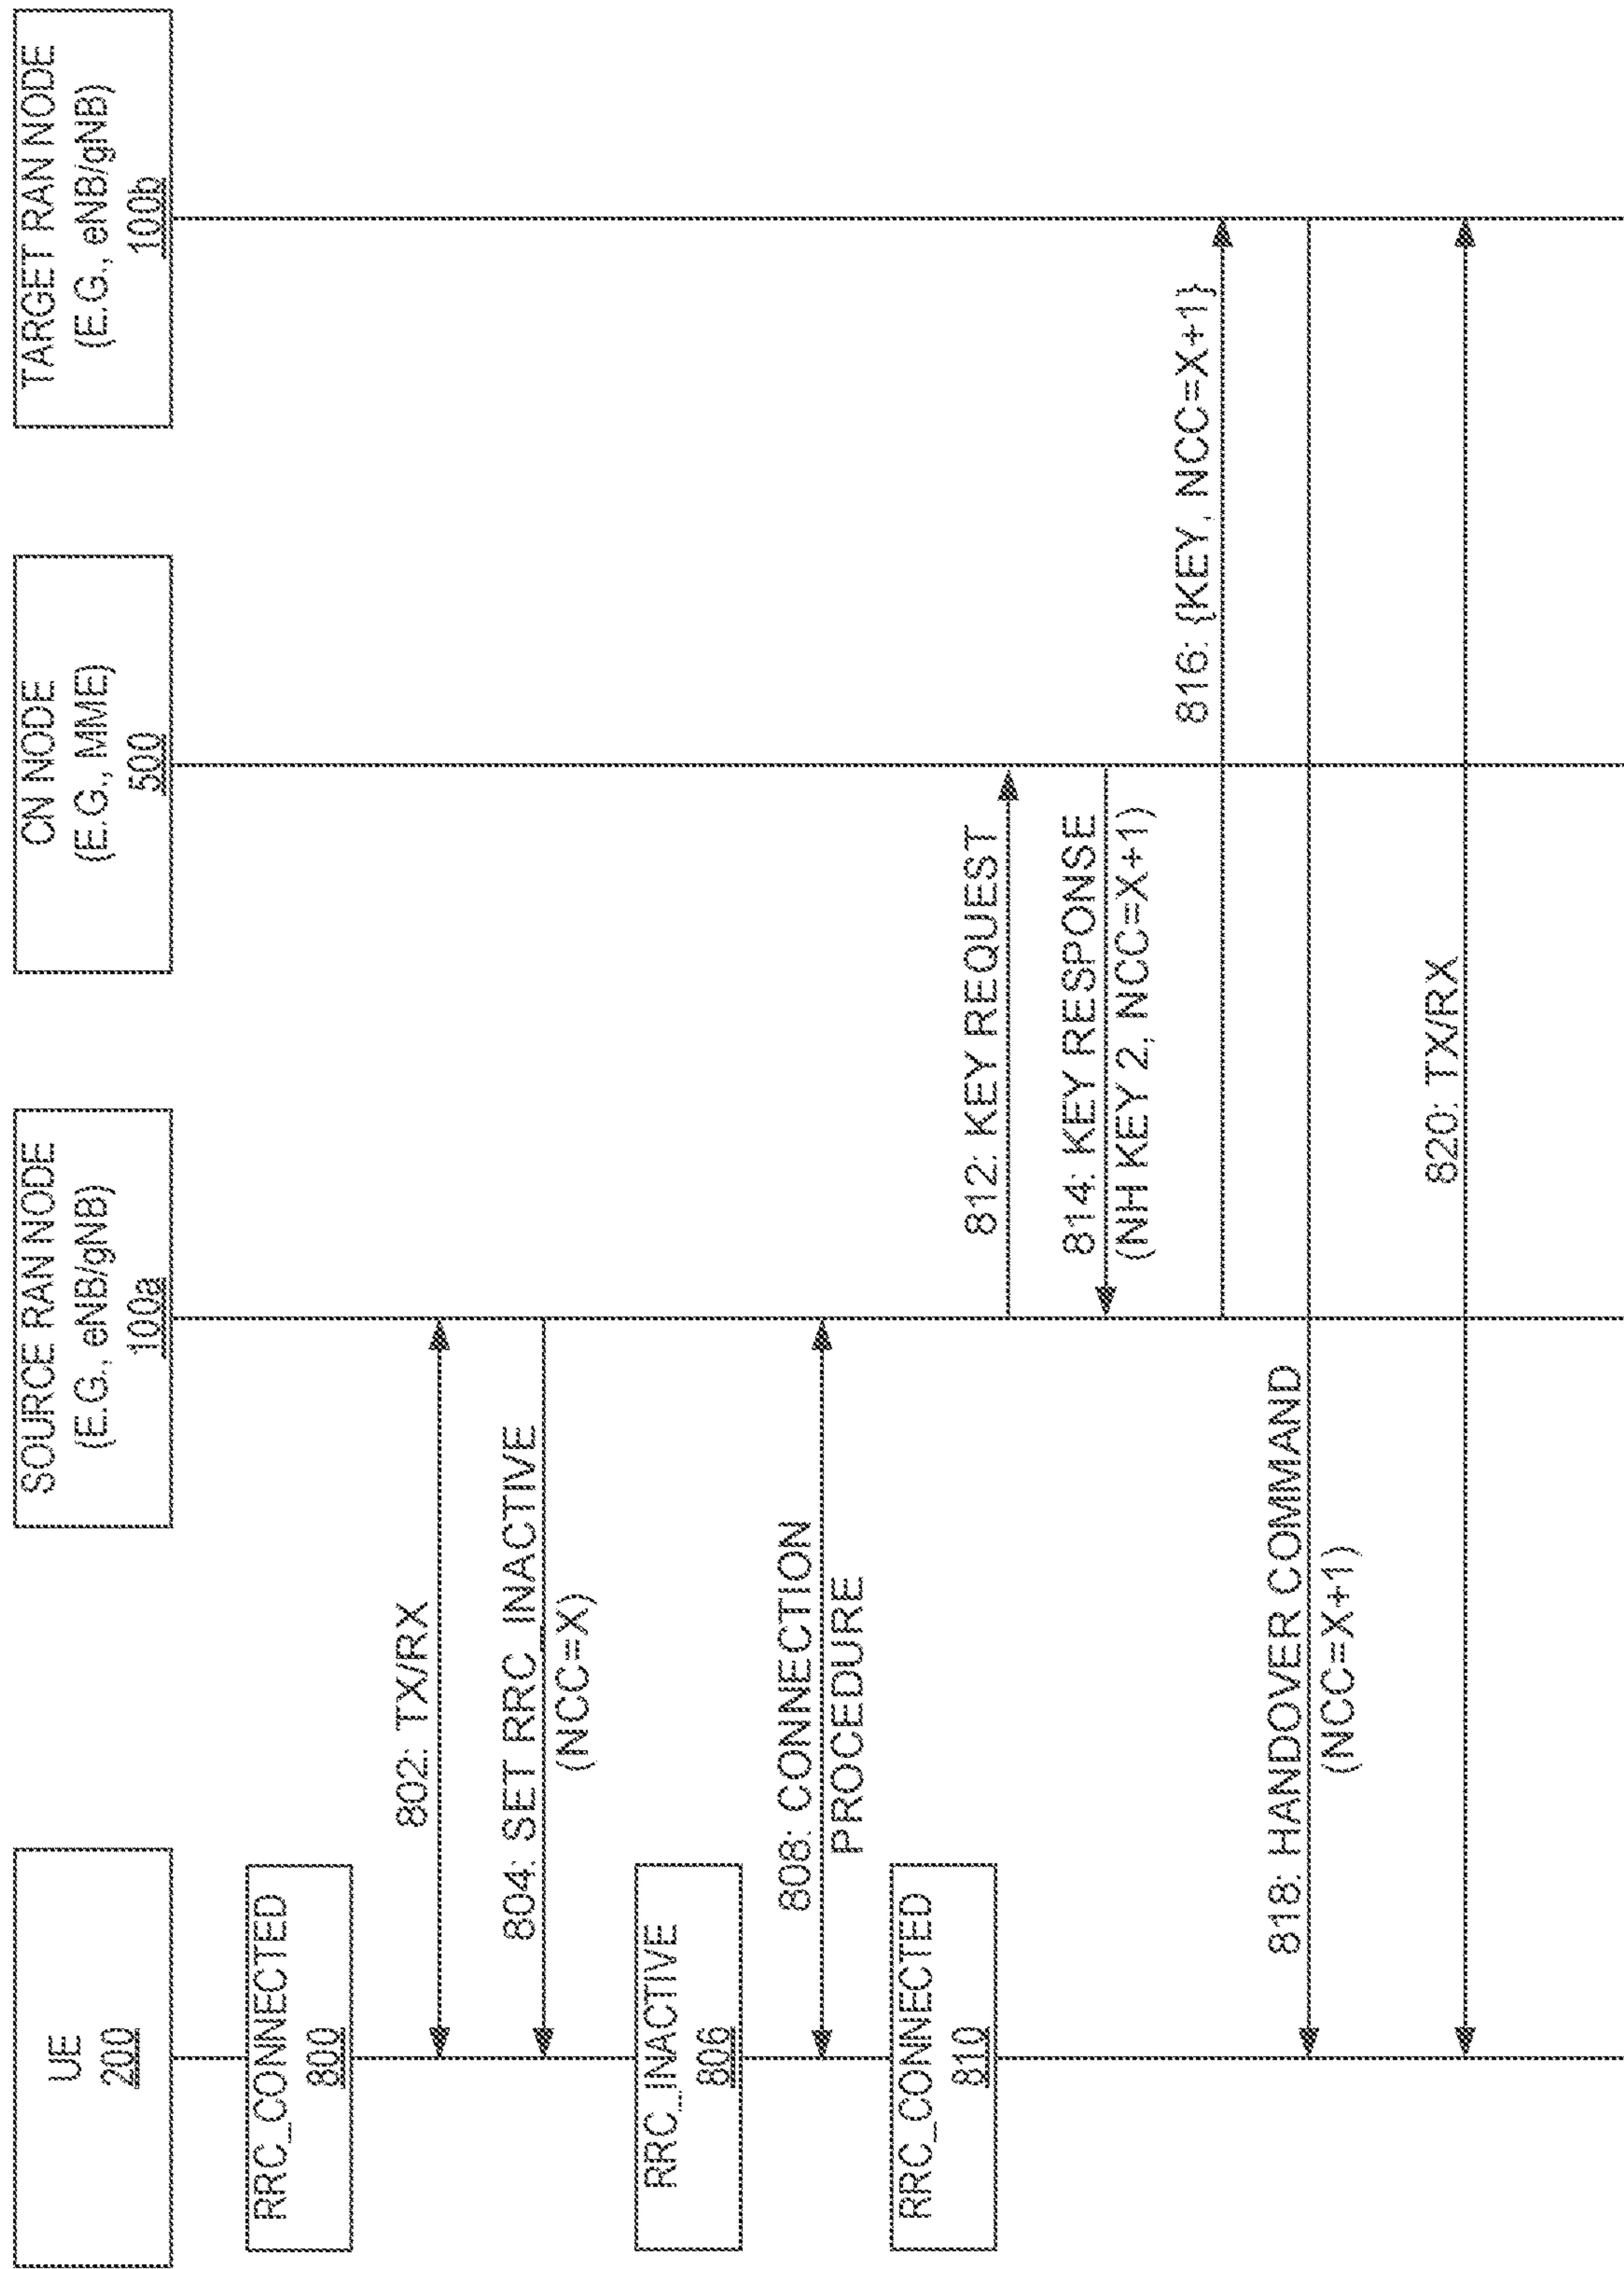 UE
200
SOURCE RAN NODE
(E.G., eNB/gNB)
100a
CN NODE
(E.G., MME)
500
TARGET RAN NODE
(E.G., eNB/gNB)
100b
RRC_CONNECTED
800
802: TX/RX
804: SET RRC INACTIVE
(NCC=X)
RRC_INACTIVE
806
808: CONNECTION
PROCEDURE
RRC_CONNECTED
810
812: KEY REQUEST
814: KEY RESPONSE
(NH KEY 2, NCC=X+1)
816: {KEY, NCC=X+1}
818: HANDOVER COMMAND
(NCC=X+1)
820: TX/RX